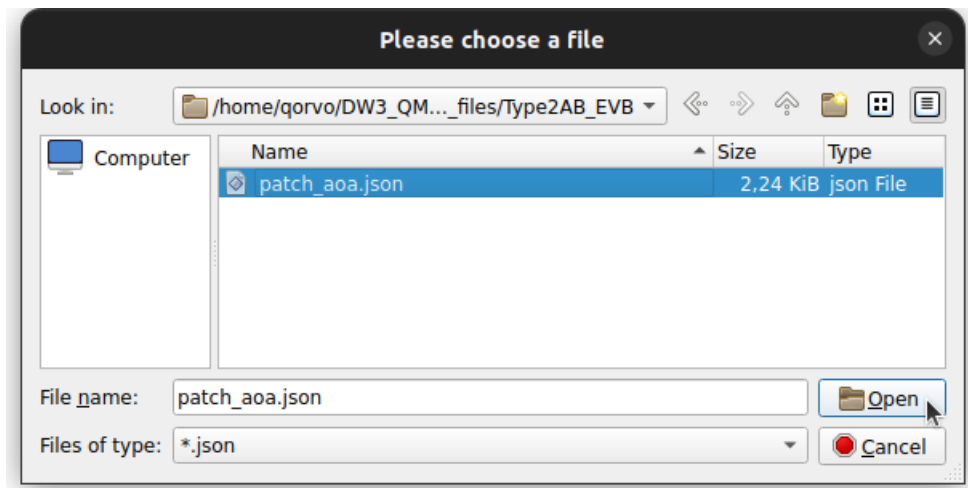 Please choose a file
Look in: /home/qorvo/DW3_QM..._files/Type2AB_EVB
Computer
Name Size Type
patch_aoa.json 2,24 KiB json File
File name: patch_aoa.json Open
Files of type: *.json Cancel